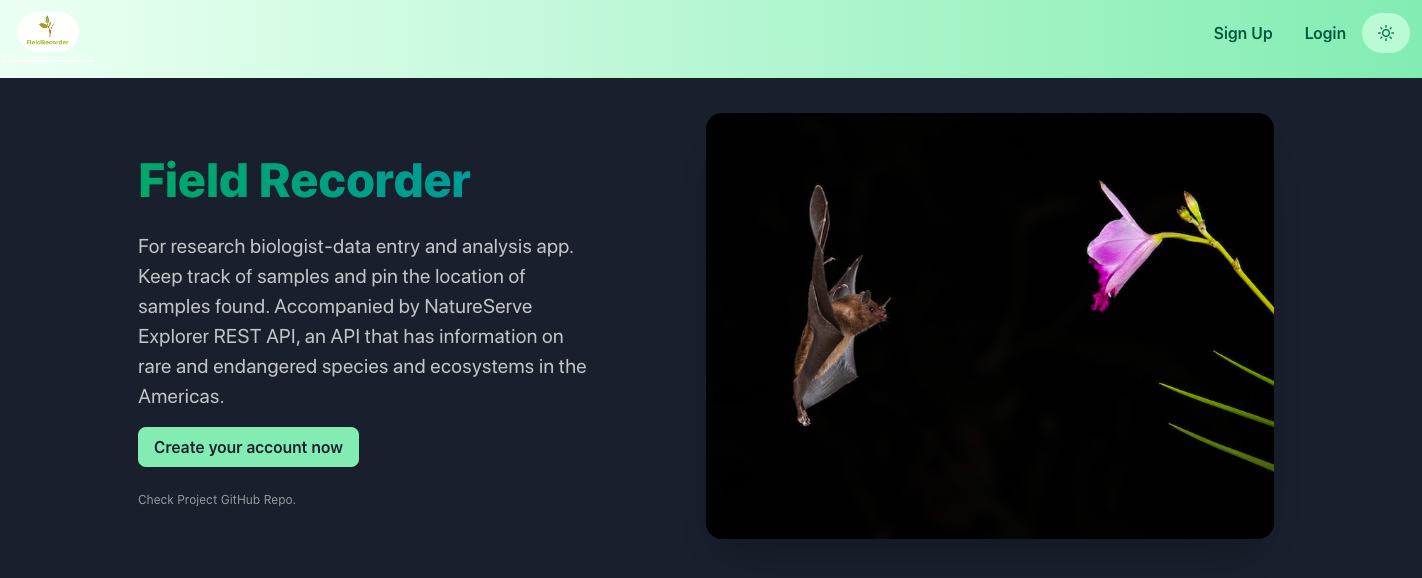 FieldRecorder
Sign Up
Login
Field Recorder
For research biologist-data entry and analysis app.
Keep track of samples and pin the location of
samples found. Accompanied by NatureServe
Explorer REST API, an API that has information on
rare and endangered species and ecosystems in the
Americas.
Create your account now
Check Project GitHub Repo.